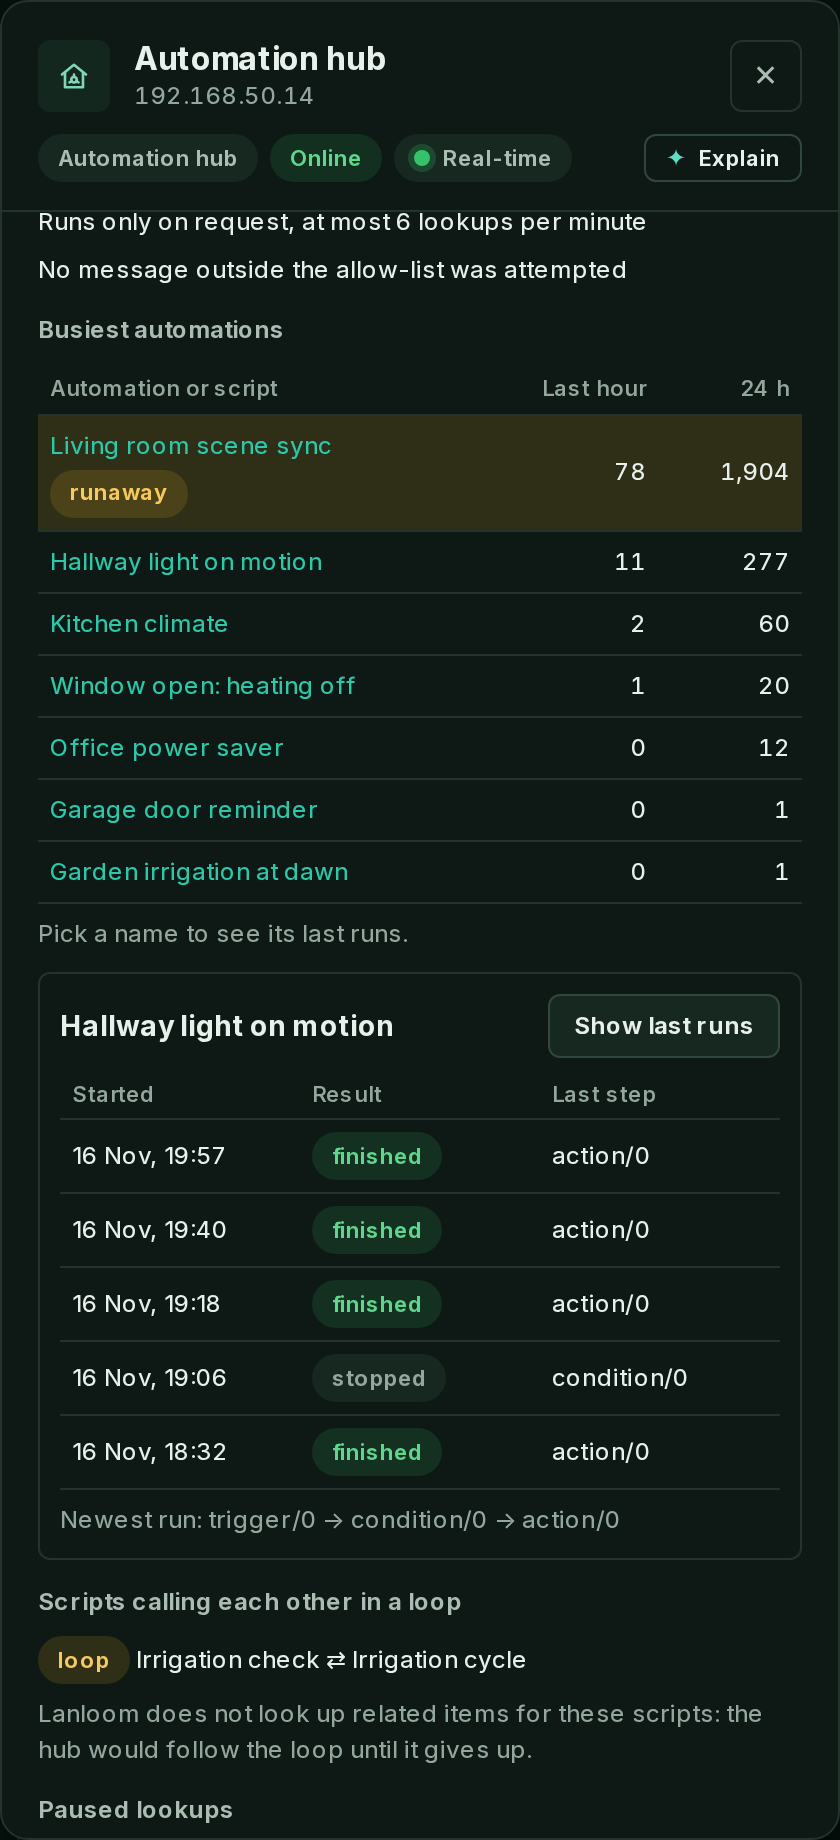 Automation hub
192.168.50.14
Automation hub Online Real-time Explain
Runs only on request, at most 6 lookups per minute
No message outside the allow-list was attempted
Busiest automations
Automation or script Last hour 24 h
Living room scene sync 78 1,904
runaway
Hallway light on motion 11 277
Kitchen climate 2 60
Window open: heating off 1 20
Office power saver 0 12
Garage door reminder 0 1
Garden irrigation at dawn 0 1
Pick a name to see its last runs.
Hallway light on motion Show last runs
Started Result Last step
16 Nov, 19:57 finished action/0
16 Nov, 19:40 finished action/0
16 Nov, 19:18 finished action/0
16 Nov, 19:06 stopped condition/0
16 Nov, 18:32 finished action/0
Newest run: trigger/0 → condition/0 → action/0
Scripts calling each other in a loop
loop Irrigation check ⇄ Irrigation cycle
Lanloom does not look up related items for these scripts: the
hub would follow the loop until it gives up.
Paused lookups